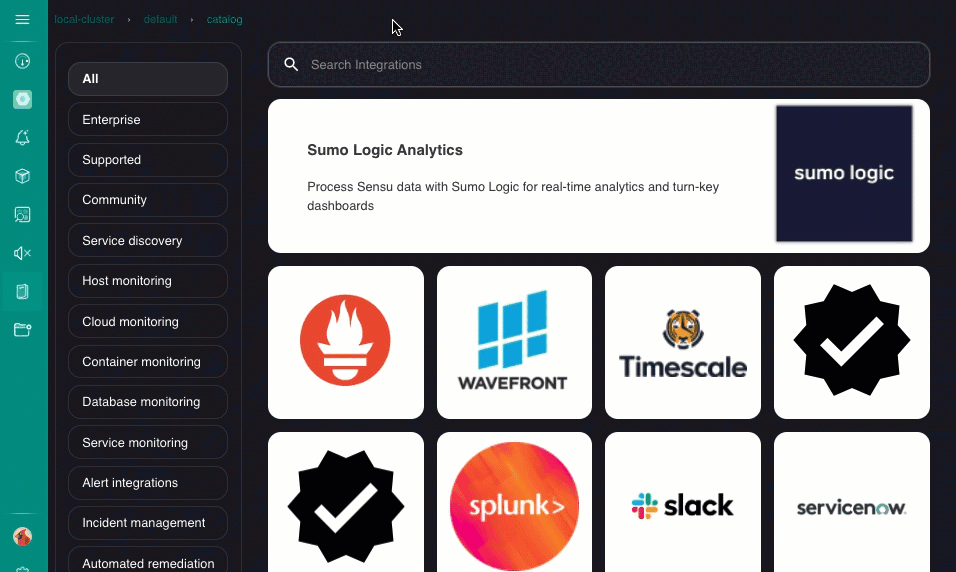 local-cluster › default › catalog
All
Enterprise
Supported
Community
Service discovery
Host monitoring
Cloud monitoring
Container monitoring
Database monitoring
Service monitoring
Alert integrations
Incident management
Automated remediation
Search Integrations
Sumo Logic Analytics
Process Sensu data with Sumo Logic for real-time analytics and turn-key
dashboards
sumo logic
WAVEFRONT
Timescale
splunk>
slack
servicenow.